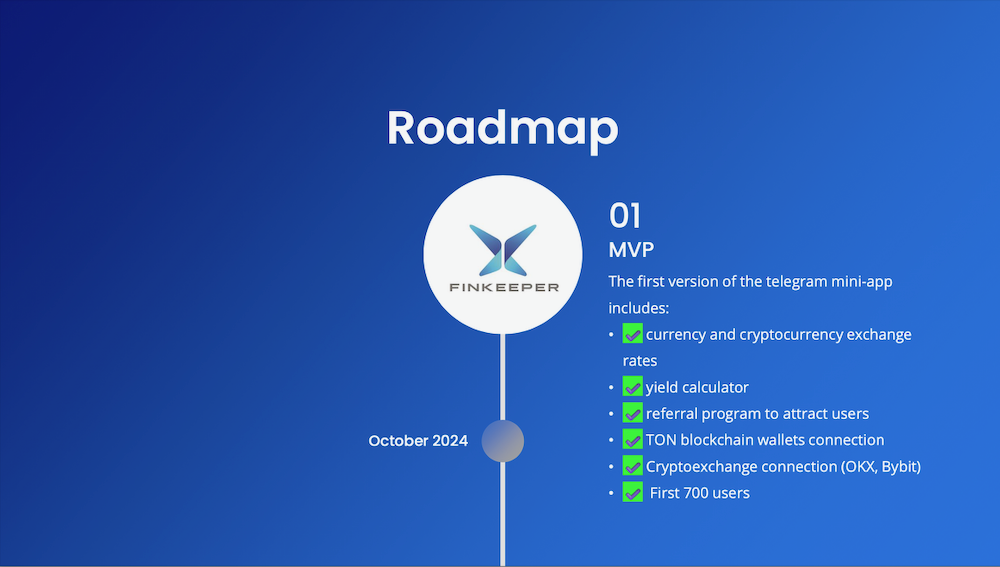 Roadmap
FINKEEPER
01
MVP
The first version of the telegram mini-app
includes:
• ✅ currency and cryptocurrency exchange
rates
• ✅ yield calculator
• ✅ referral program to attract users
• ✅ TON blockchain wallets connection
• ✅ Cryptoexchange connection (OKX, Bybit)
• ✅ First 700 users
October 2024